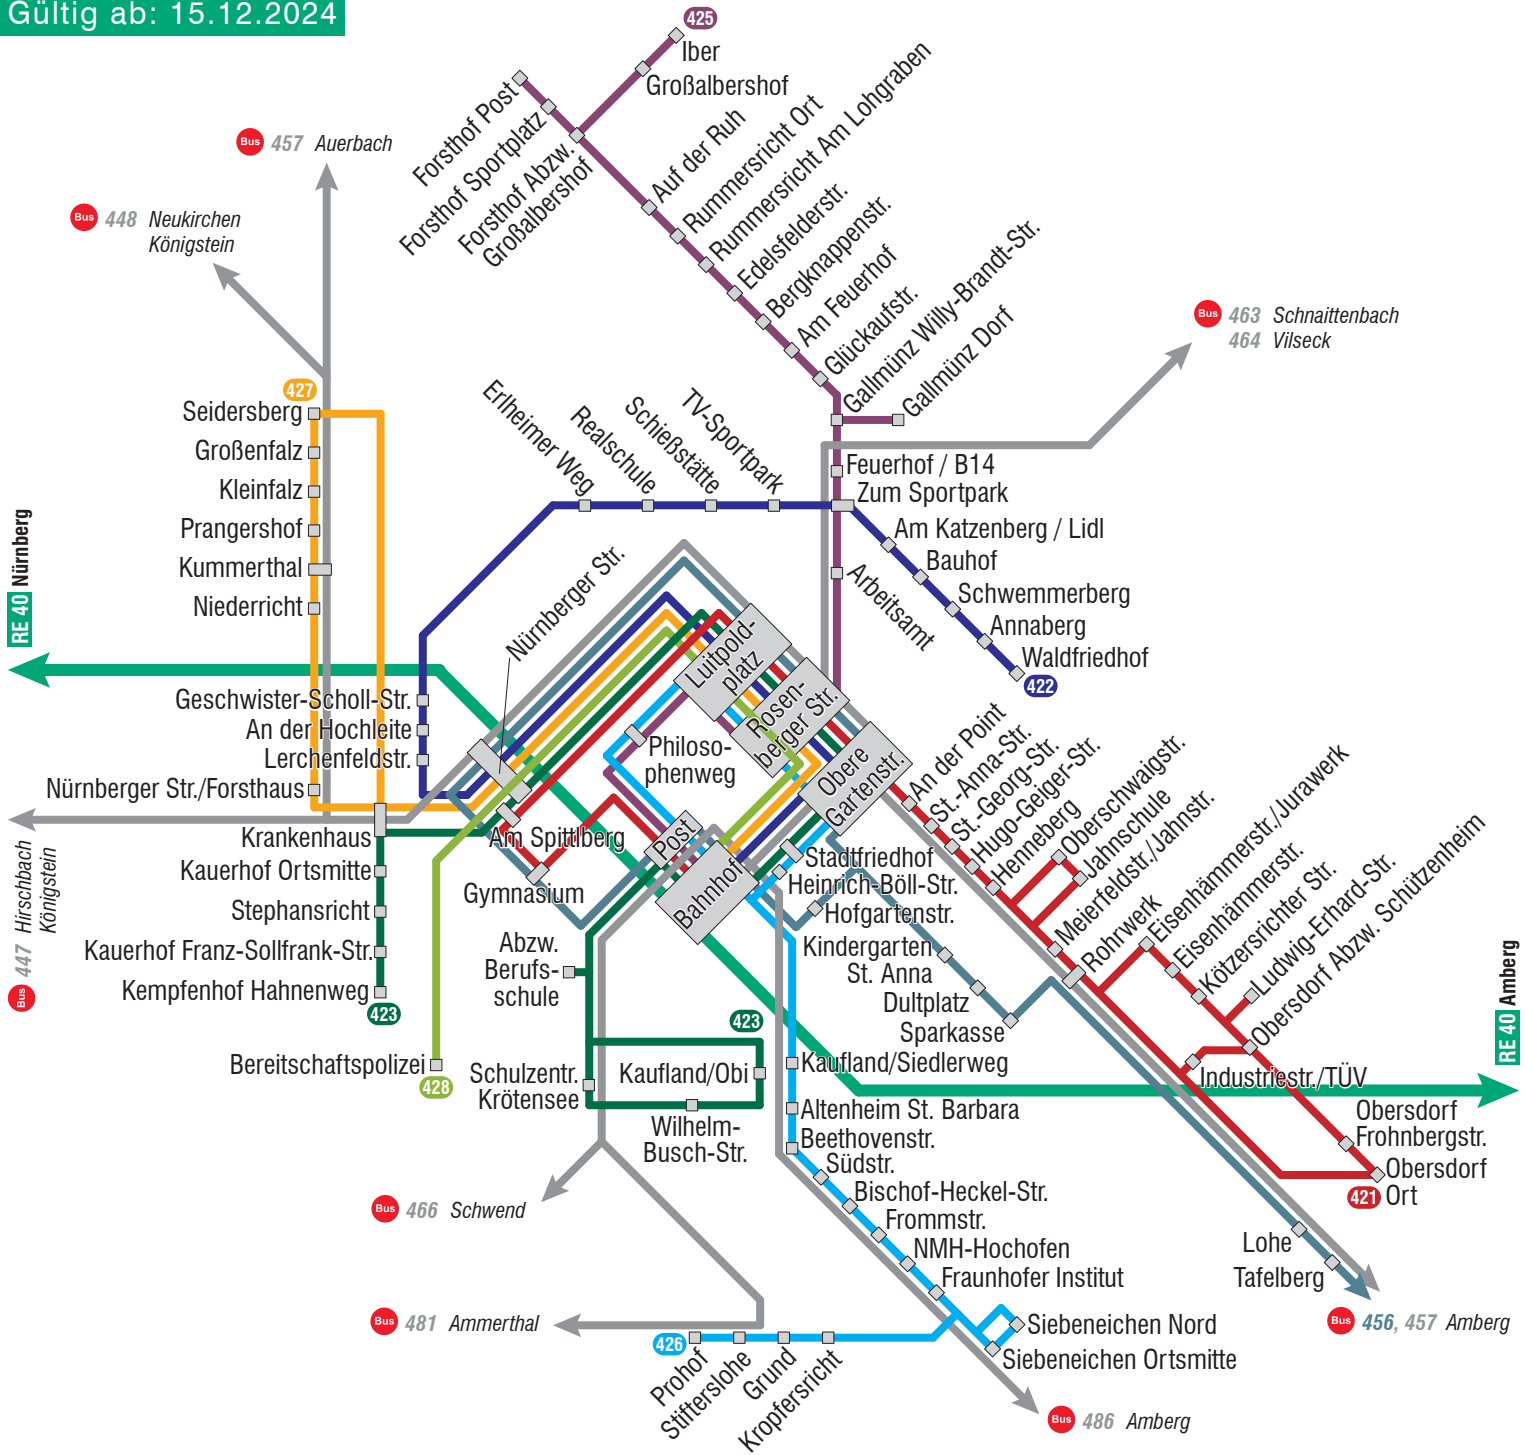 Gültig ab: 15.12.2024
425
Iber
Großalbershof
Forsthof Post
Forsthof Sportplatz
Forsthof Abzw.
Großalbershof
Auf der Ruh
Rummersricht Ort
Rummersricht Am Lohgraben
Edelsfelderstr.
Bergknappenstr.
Am Feuerhof
Glückaufstr.
Gallmünz Willy-Brandt-Str.
Gallmünz Dorf
Bus 457 Auerbach
Bus 448 Neukirchen
Königstein
Bus 463 Schnaittenbach
464 Vilseck
427
Seidersberg
Großenfalz
Kleinfalz
Prangershof
Kummerthal
Niederricht
RE 40 Nürnberg
Erlheimer Weg
Realschule
Schießstätte
TV-Sportpark
Feuerhof / B14
Zum Sportpark
Am Katzenberg / Lidl
Bauhof
Schwemmerberg
Annaberg
Waldfriedhof
422
Arbeitsamt
Nürnberger Str.
Geschwister-Scholl-Str.
An der Hochleite
Lerchenfeldstr.
Nürnberger Str./Forsthaus
Luitpold-
platz
Rosen-
berger Str.
Obere
Gartenstr.
Philoso-
phenweg
Krankenhaus
Kauerhof Ortsmitte
Stephansricht
Kauerhof Franz-Sollfrank-Str.
Kempfenhof Hahnenweg
423
Bus 447 Hirschbach
Königstein
Am Spittlberg
Gymnasium
Post
Bahnhof
Stadtfriedhof
Heinrich-Böll-Str.
Hofgartenstr.
Kindergarten
St. Anna
Dultplatz
Sparkasse
An der Point
St.-Anna-Str.
St.-Georg-Str.
Hugo-Geiger-Str.
Henneberg
Oberschwaigstr.
Jahnschule
Meierfeldstr./Jahnstr.
Rohrwerk
Eisenhämmerstr./Jurawerk
Eisenhämmerstr.
Kötzersrichter Str.
Ludwig-Erhard-Str.
Obersdorf Abzw. Schützenheim
RE 40 Amberg
Industriestr./TÜV
Obersdorf
Frohnbergstr.
Obersdorf
Ort
421
Abzw.
Berufs-
schule
423
Bereitschaftspolizei
428
Schulzentr.
Krötensee
Kaufland/Obi
Wilhelm-
Busch-Str.
Kaufland/Siedlerweg
Altenheim St. Barbara
Beethovenstr.
Südstr.
Bischof-Heckel-Str.
Frommstr.
NMH-Hochofen
Fraunhofer Institut
Siebeneichen Nord
Siebeneichen Ortsmitte
Lohe
Tafelberg
Bus 456, 457 Amberg
Bus 466 Schwend
Bus 481 Ammerthal
426
Prohof
Stifterslohe
Grund
Kropfersricht
Bus 486 Amberg